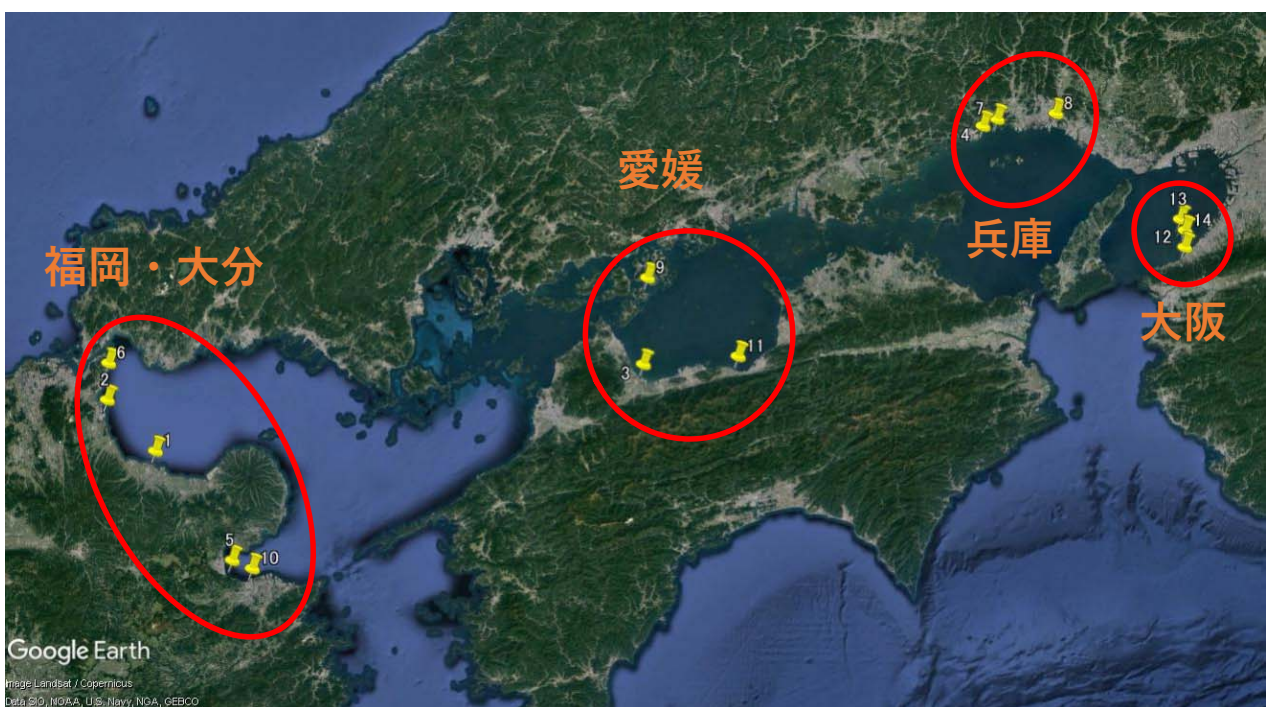 7
8
4
愛媛
13
14
12
兵庫
福岡・大分
9
大阪
6
11
3
2
1
5
10
Google Earth
Image Landsat / Copernicus
Data SIO, NOAA, U.S. Navy, NGA, GEBCO